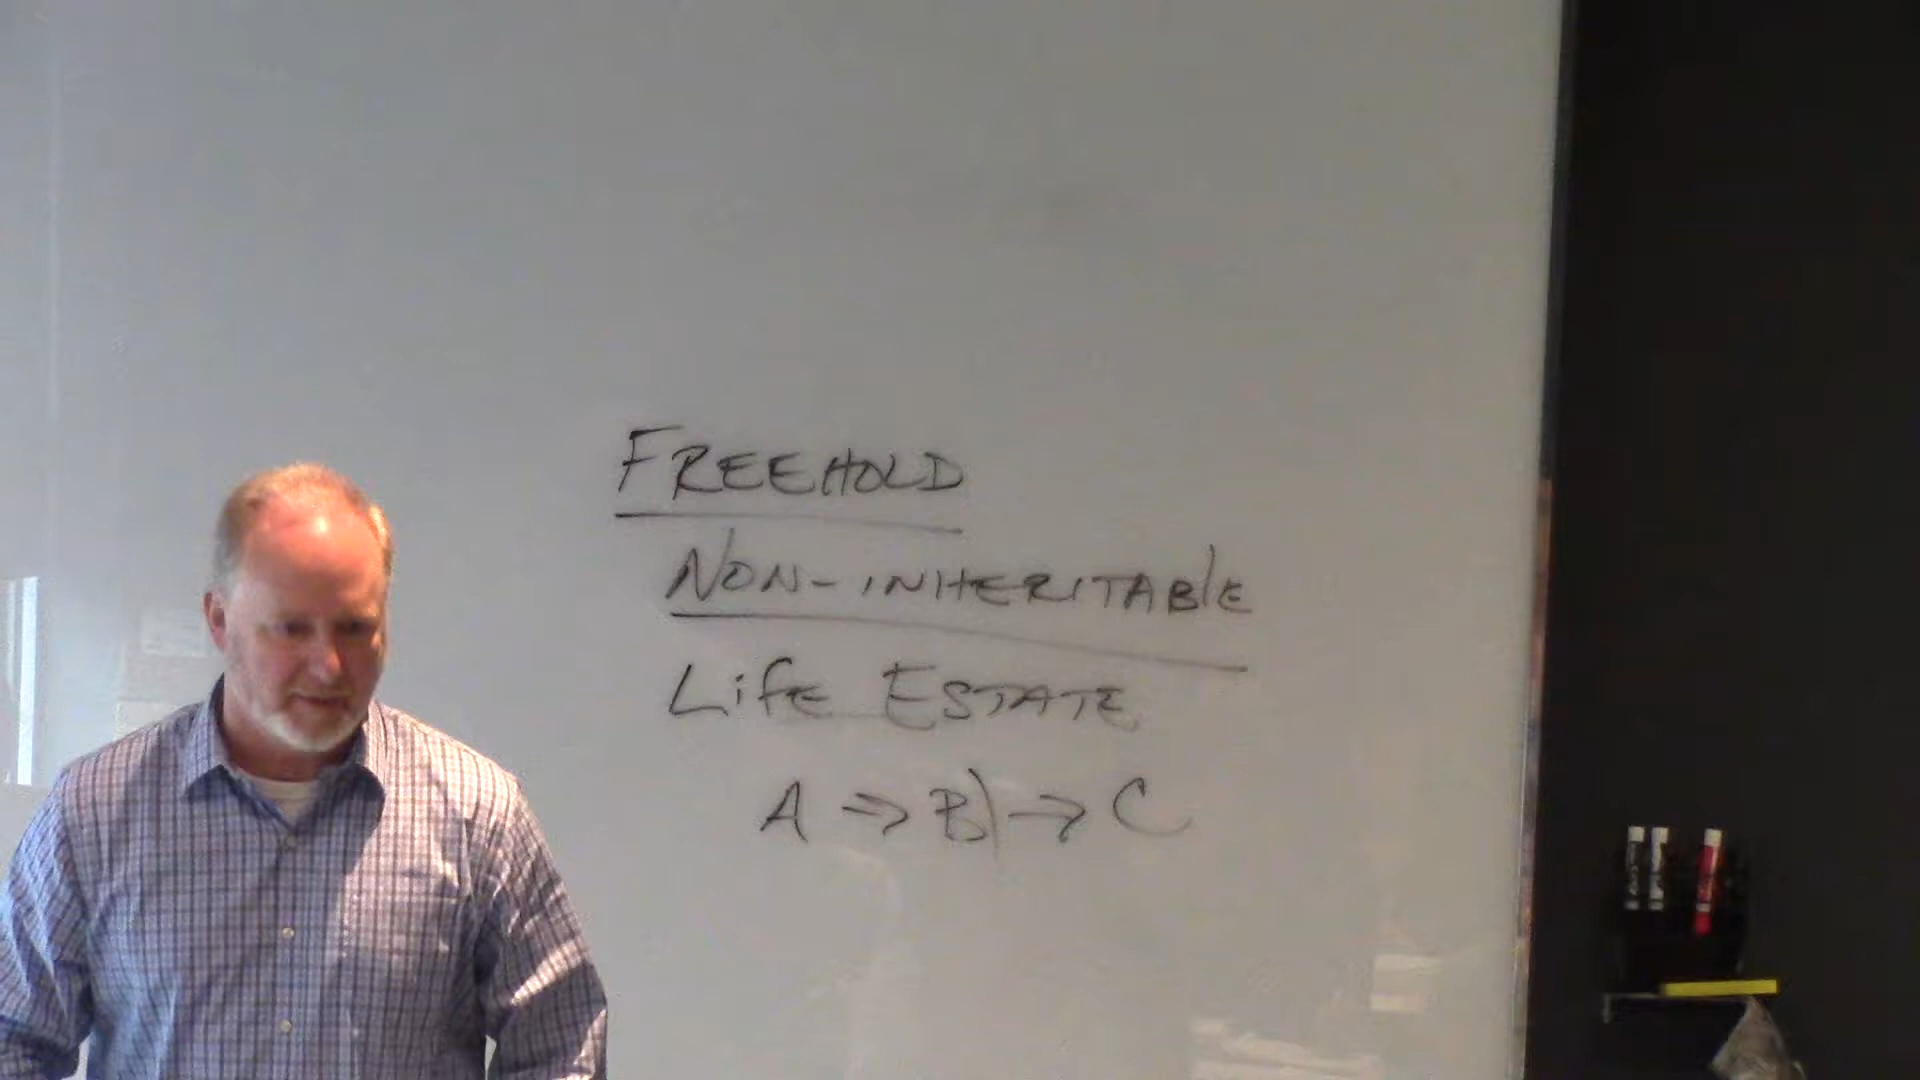 FREEHOLD
NON-INHERITABLE
LIFE ESTATE
A → B) → C